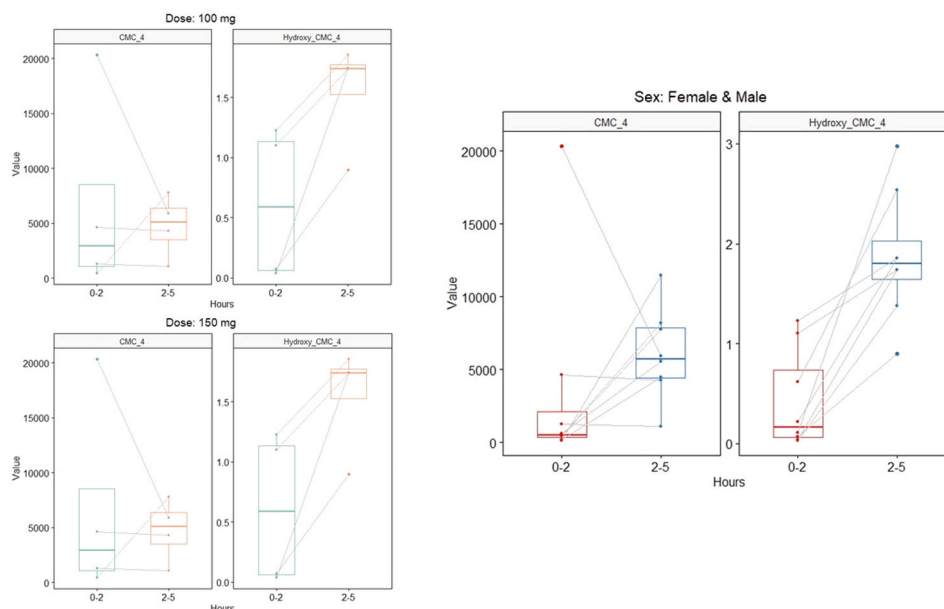 Dose: 100 mg
CMC_4 Hydroxy_CMC_4
Value
20000
15000
10000
5000
0
1.5
1.0
0.5
0.0
0-2 2-5 0-2 2-5
Hours
Dose: 150 mg
CMC_4 Hydroxy_CMC_4
Value
20000
15000
10000
5000
0
1.5
1.0
0.5
0.0
0-2 2-5 0-2 2-5
Hours
Sex: Female & Male
CMC_4 Hydroxy_CMC_4
Value
20000
15000
10000
5000
0
3
2
1
0
0-2 2-5 0-2 2-5
Hours